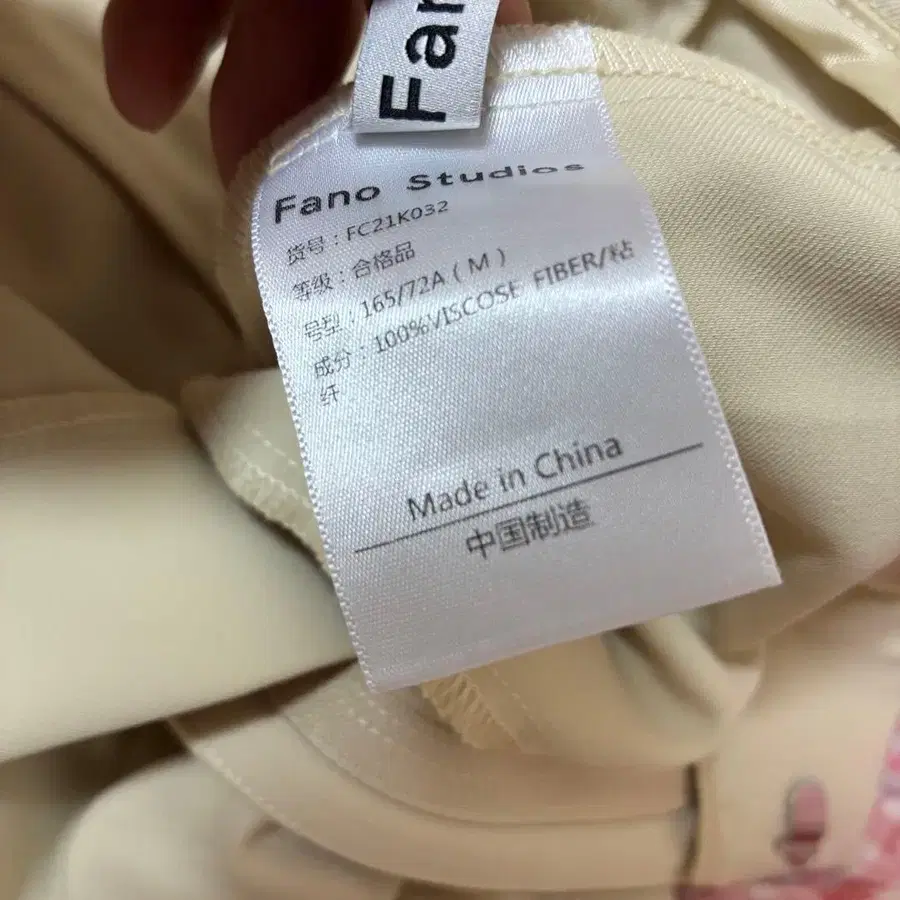 Fan
Fano Studios
货号：FC21K032
等级：合格品
号型：165/72A（M）
成分：100%VISCOSE FIBER/粘
纤
Made in China
中国制造